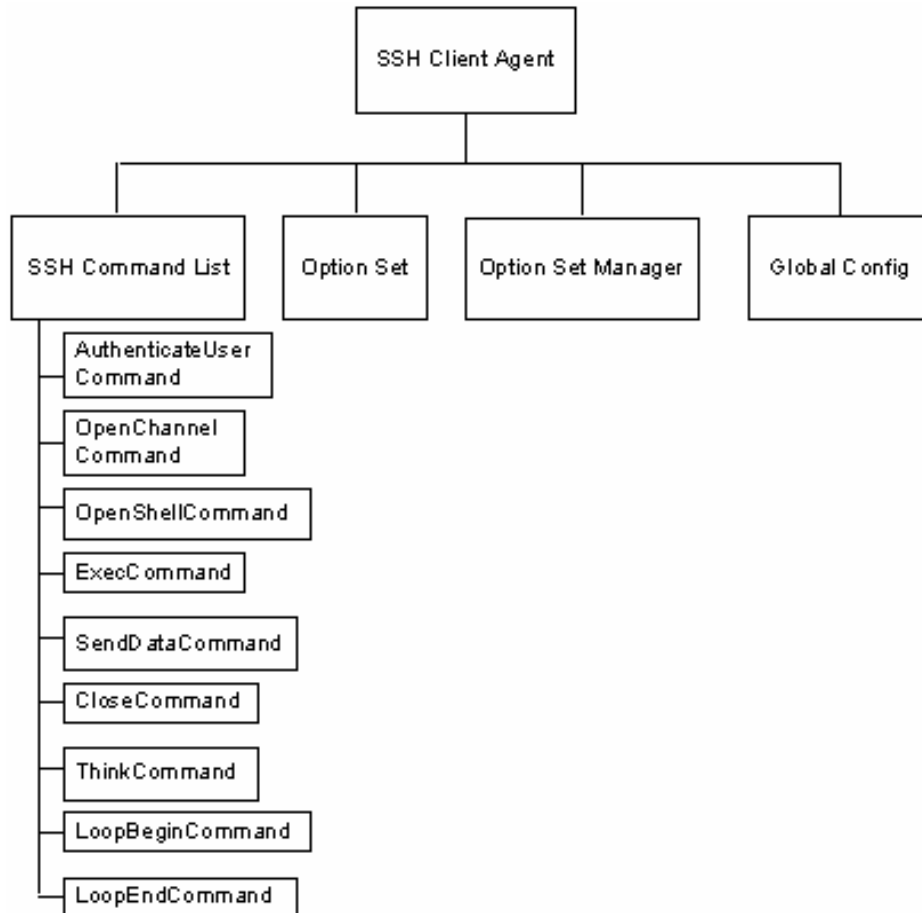 SSH Client Agent
SSH Command List
Option Set
Option Set Manager
Global Config
AuthenticateUser
Command
OpenChannel
Command
OpenShellCommand
ExecCommand
SendDataCommand
CloseCommand
ThinkCommand
LoopBeginCommand
LoopEndCommand